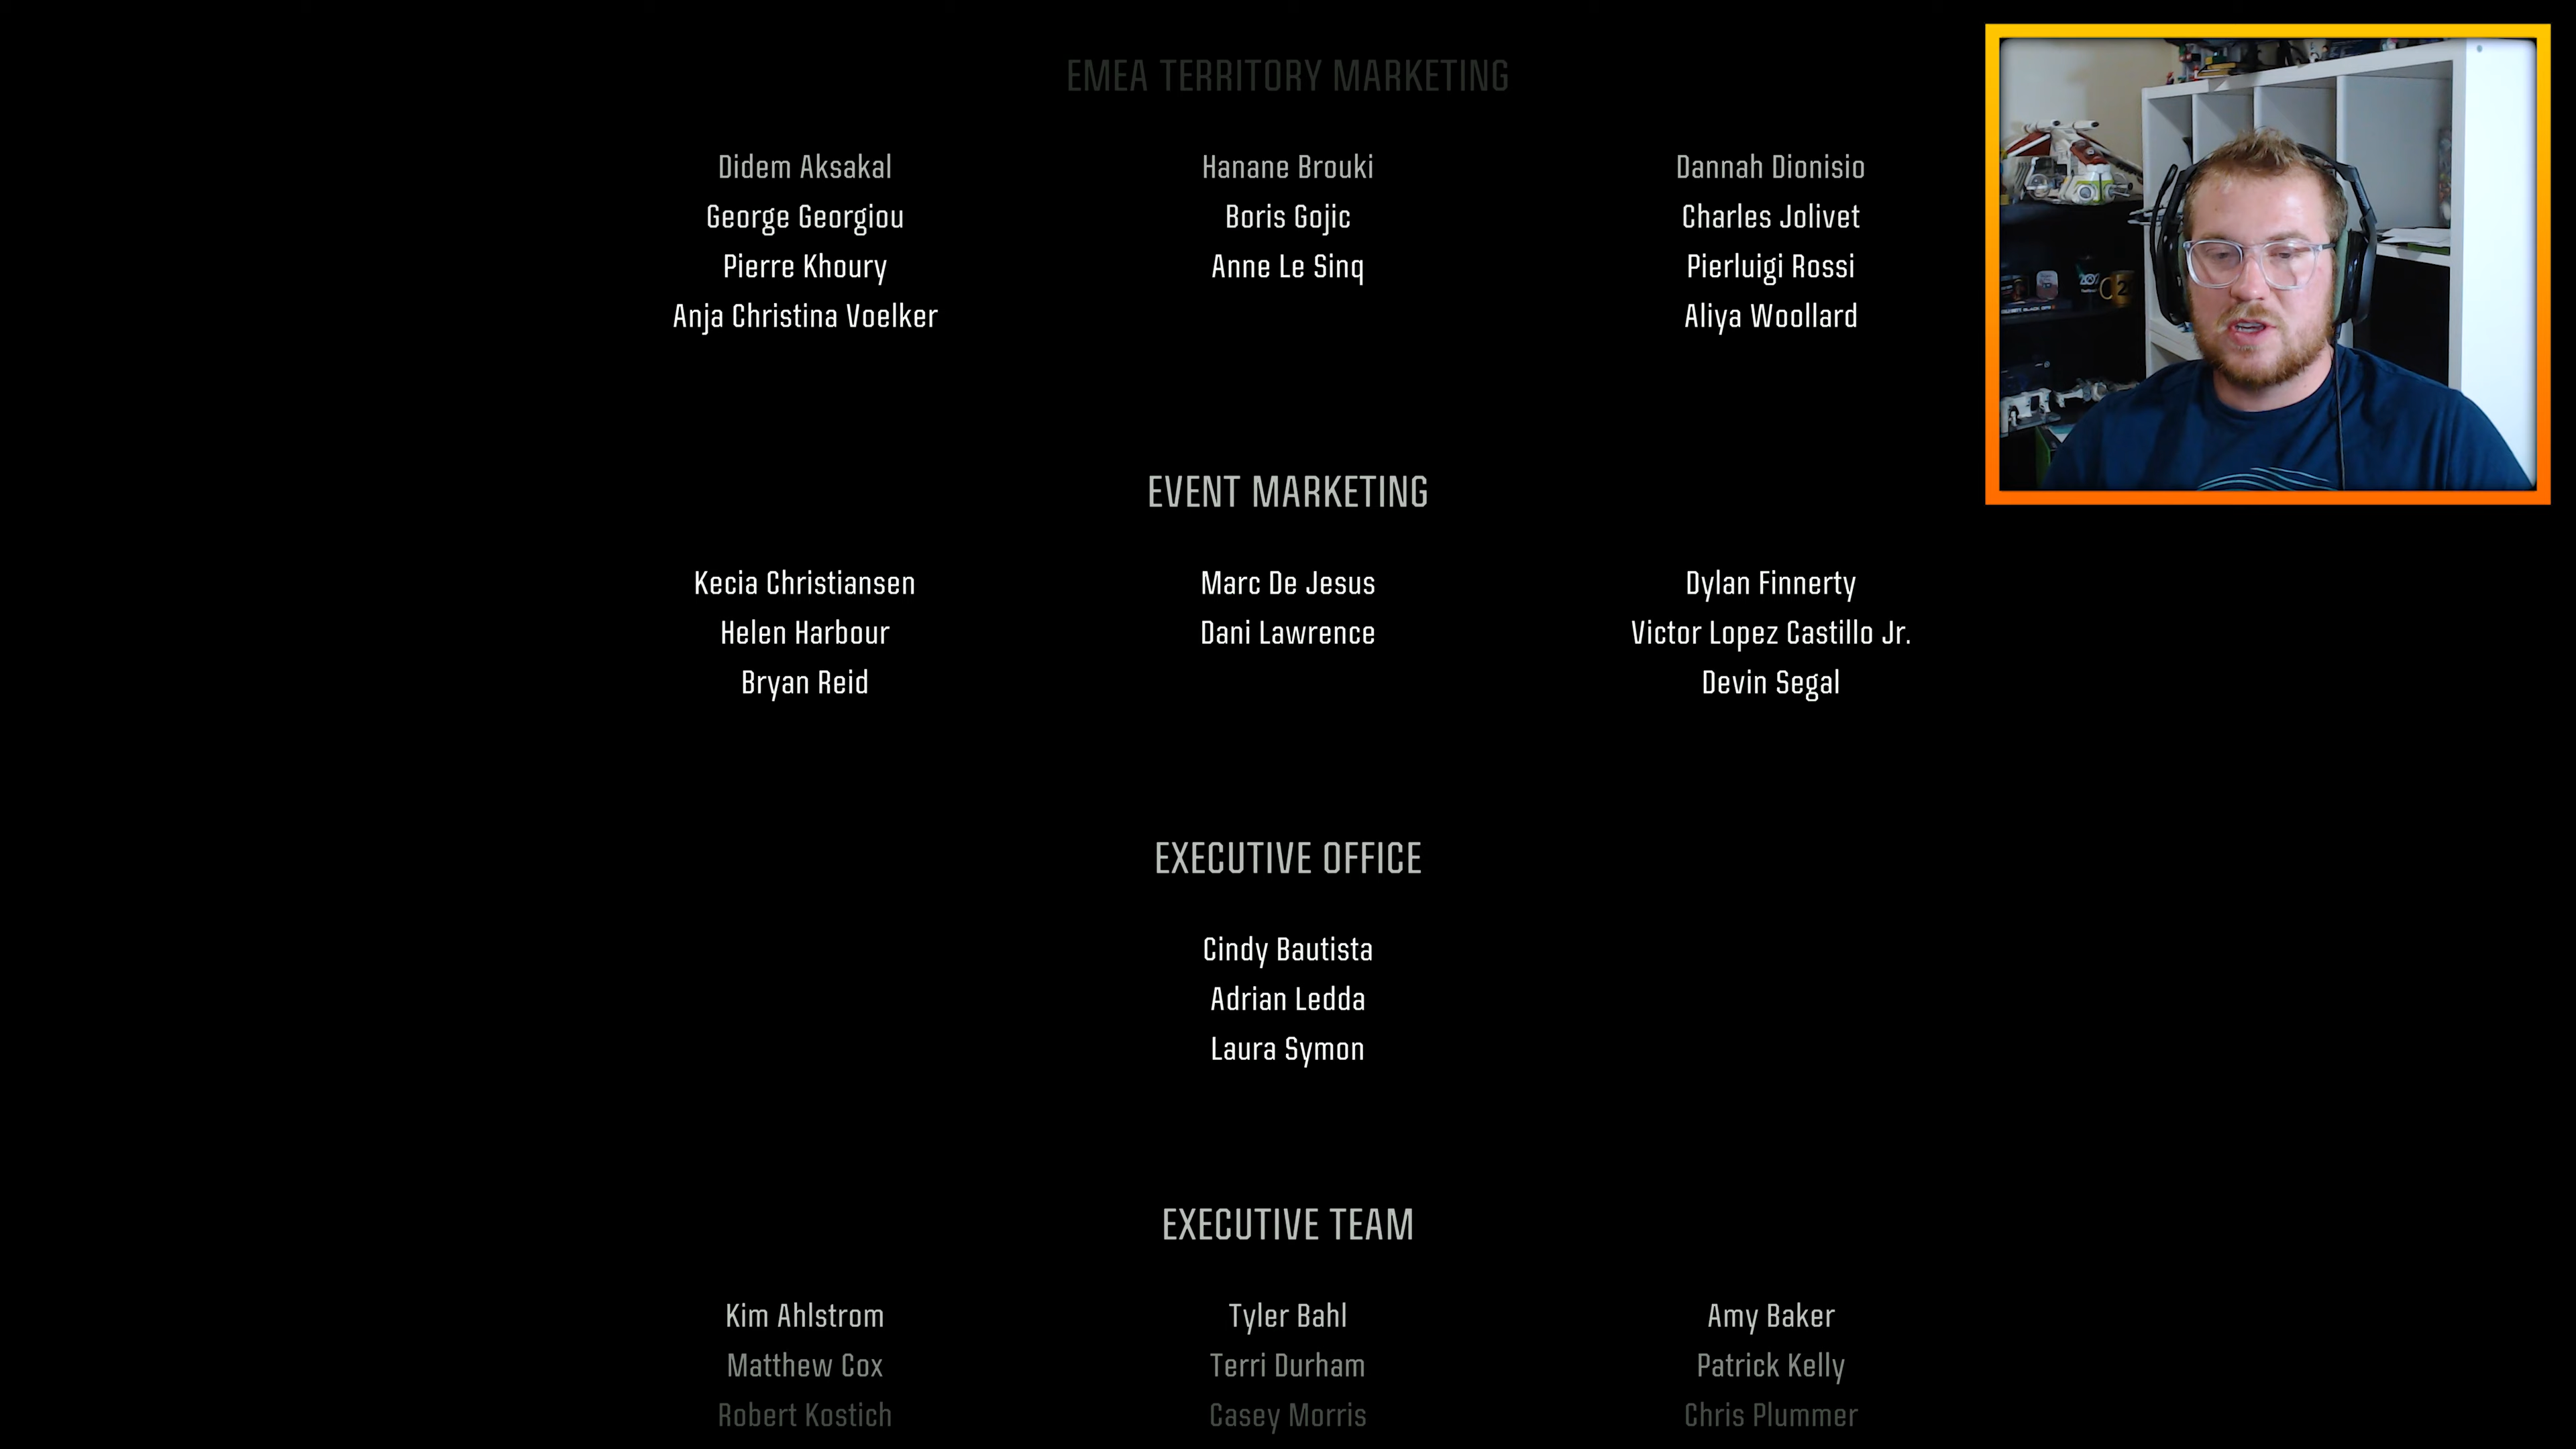 EMEA TERRITORY MARKETING
Didem Aksakal Hanane Brouki Dannah Dionisio
George Georgiou Boris Gojic Charles Jolivet
Pierre Khoury Anne Le Sinq Pierluigi Rossi
Anja Christina Voelker Aliya Woollard
EVENT MARKETING
Kecia Christiansen Marc De Jesus Dylan Finnerty
Helen Harbour Dani Lawrence Victor Lopez Castillo Jr.
Bryan Reid Devin Segal
EXECUTIVE OFFICE
Cindy Bautista
Adrian Ledda
Laura Symon
EXECUTIVE TEAM
Kim Ahlstrom Tyler Bahl Amy Baker
Matthew Cox Terri Durham Patrick Kelly
Robert Kostich Casey Morris Chris Plummer